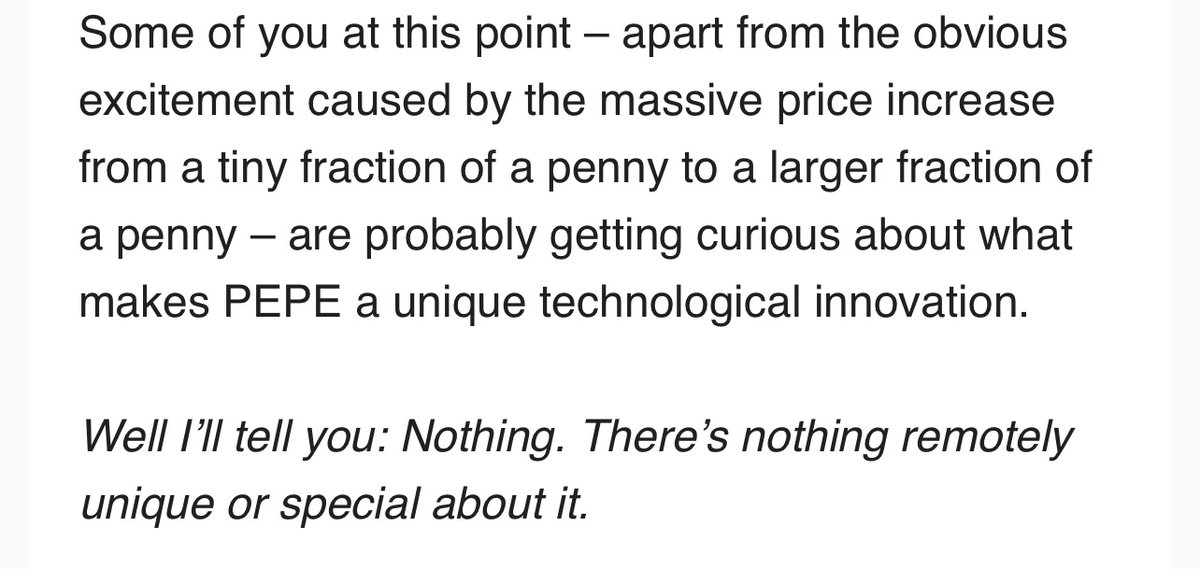 Some of you at this point – apart from the obvious
excitement caused by the massive price increase
from a tiny fraction of a penny to a larger fraction of
a penny – are probably getting curious about what
makes PEPE a unique technological innovation.
Well I’ll tell you: Nothing. There’s nothing remotely
unique or special about it.